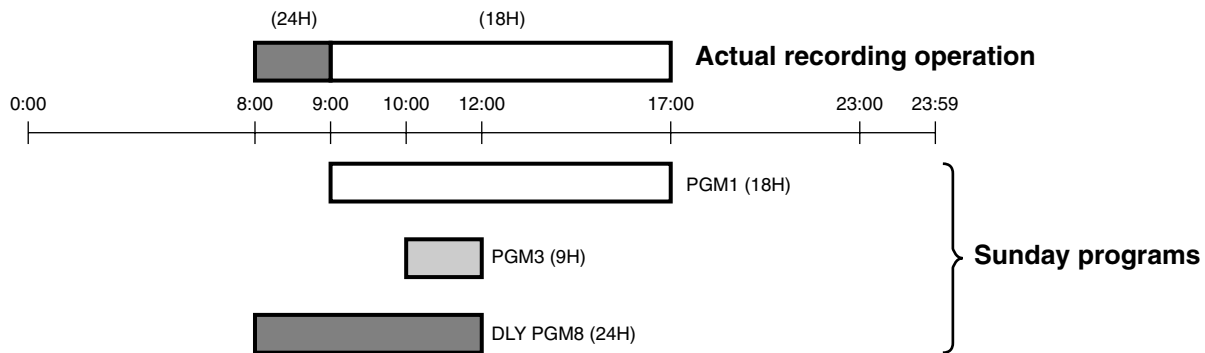 (24H) (18H)
Actual recording operation
0:00 8:00 9:00 10:00 12:00 17:00 23:00 23:59
PGM1 (18H)
PGM3 (9H)
Sunday programs
DLY PGM8 (24H)